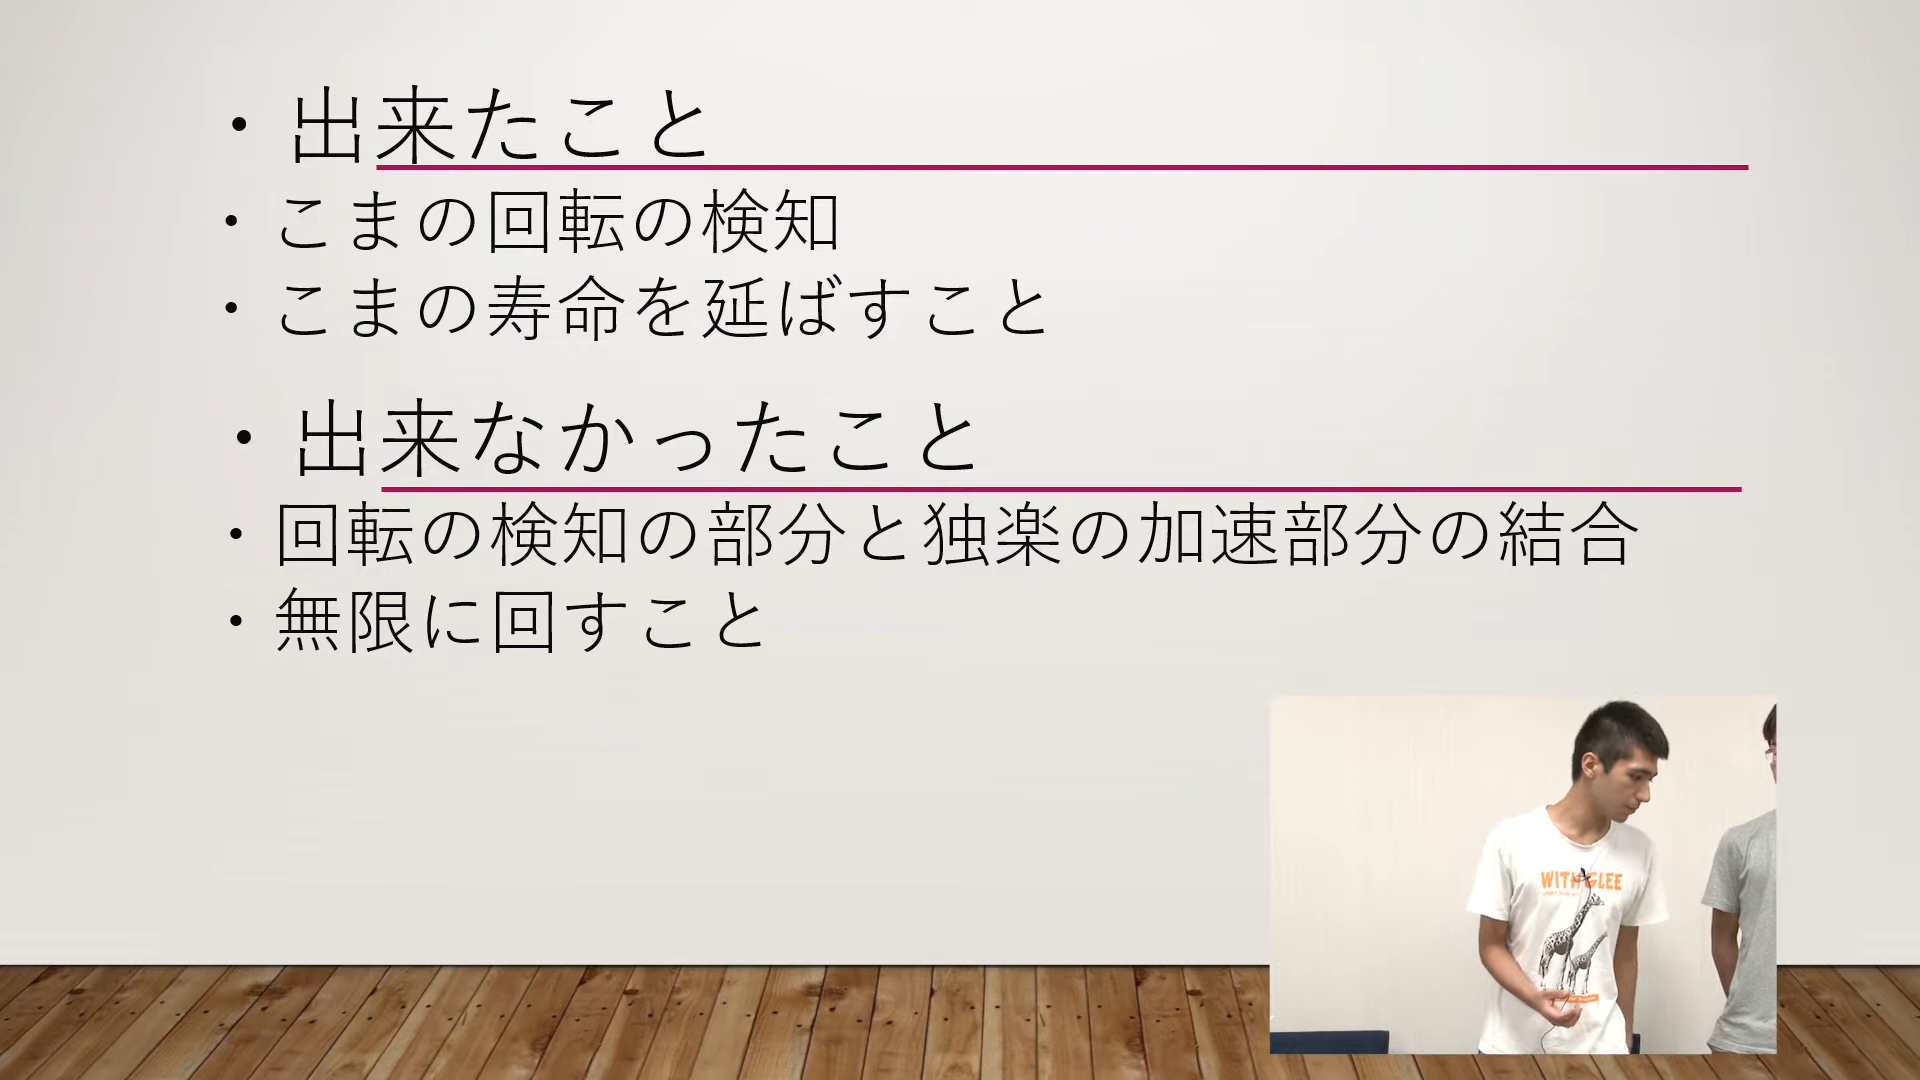 ・出来たこと
・こまの回転の検知
・こまの寿命を延ばすこと
・出来なかったこと
・回転の検知の部分と独楽の加速部分の結合
・無限に回すこと
WITH GLEE